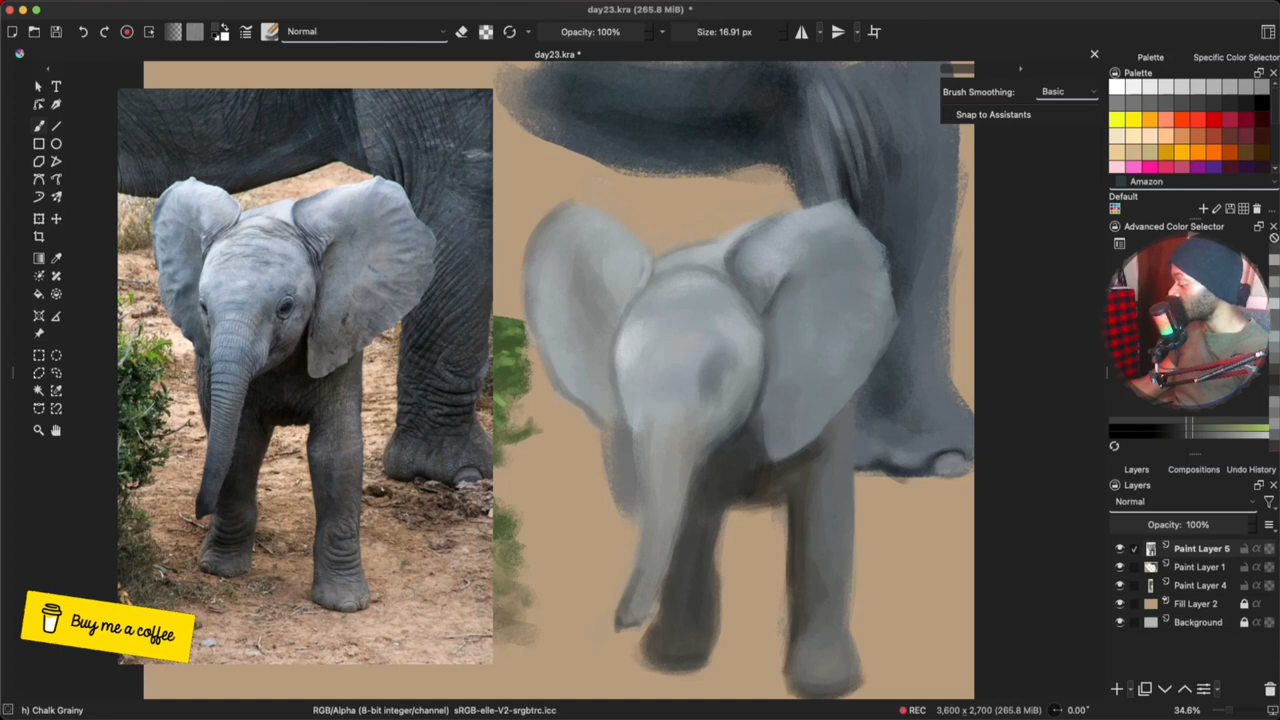 day23.kra (265.8 MiB) *
Normal
Opacity: 100%
Size: 16.91 px
day23.kra *
Brush Smoothing:
Basic
Snap to Assistants
Palette
Specific Color Selector
Palette
Amazon
Default
Advanced Color Selector
Layers
Compositions
Undo History
Layers
Normal
Opacity: 100%
Paint Layer 5
Paint Layer 1
Paint Layer 4
Fill Layer 2
Background
Buy me a coffee
h) Chalk Grainy
RGB/Alpha (8-bit integer/channel) sRGB-elle-V2-srgbtrc.icc
REC
3,600 x 2,700 (265.8 MiB)
0.00°
34.6%